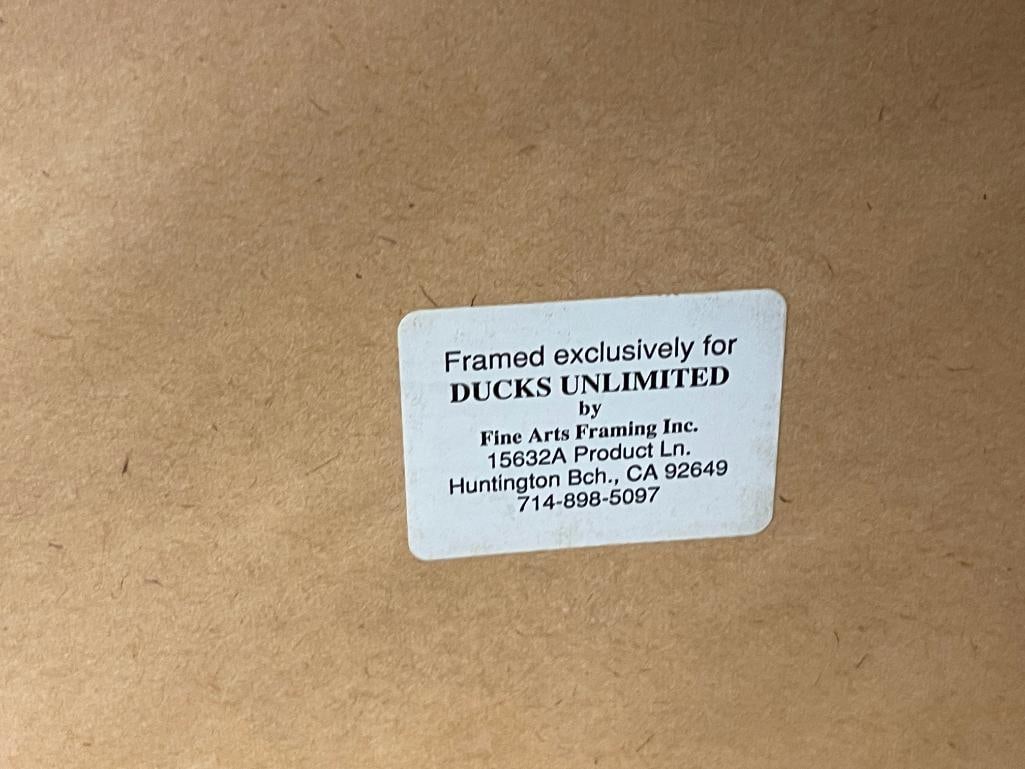 Framed exclusively for
DUCKS UNLIMITED
by
Fine Arts Framing Inc.
15632A Product Ln.
Huntington Bch., CA 92649
714-898-5097